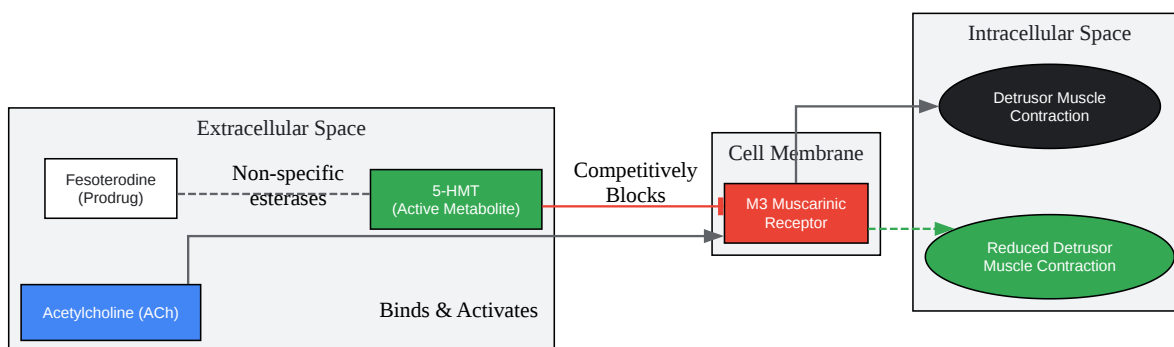 Extracellular Space
Fesoterodine
(Prodrug)
Non-specific
esterases
5-HMT
(Active Metabolite)
Acetylcholine (ACh)
Binds & Activates
Competitively
Blocks
Cell Membrane
M3 Muscarinic
Receptor
Intracellular Space
Detrusor Muscle
Contraction
Reduced Detrusor
Muscle Contraction